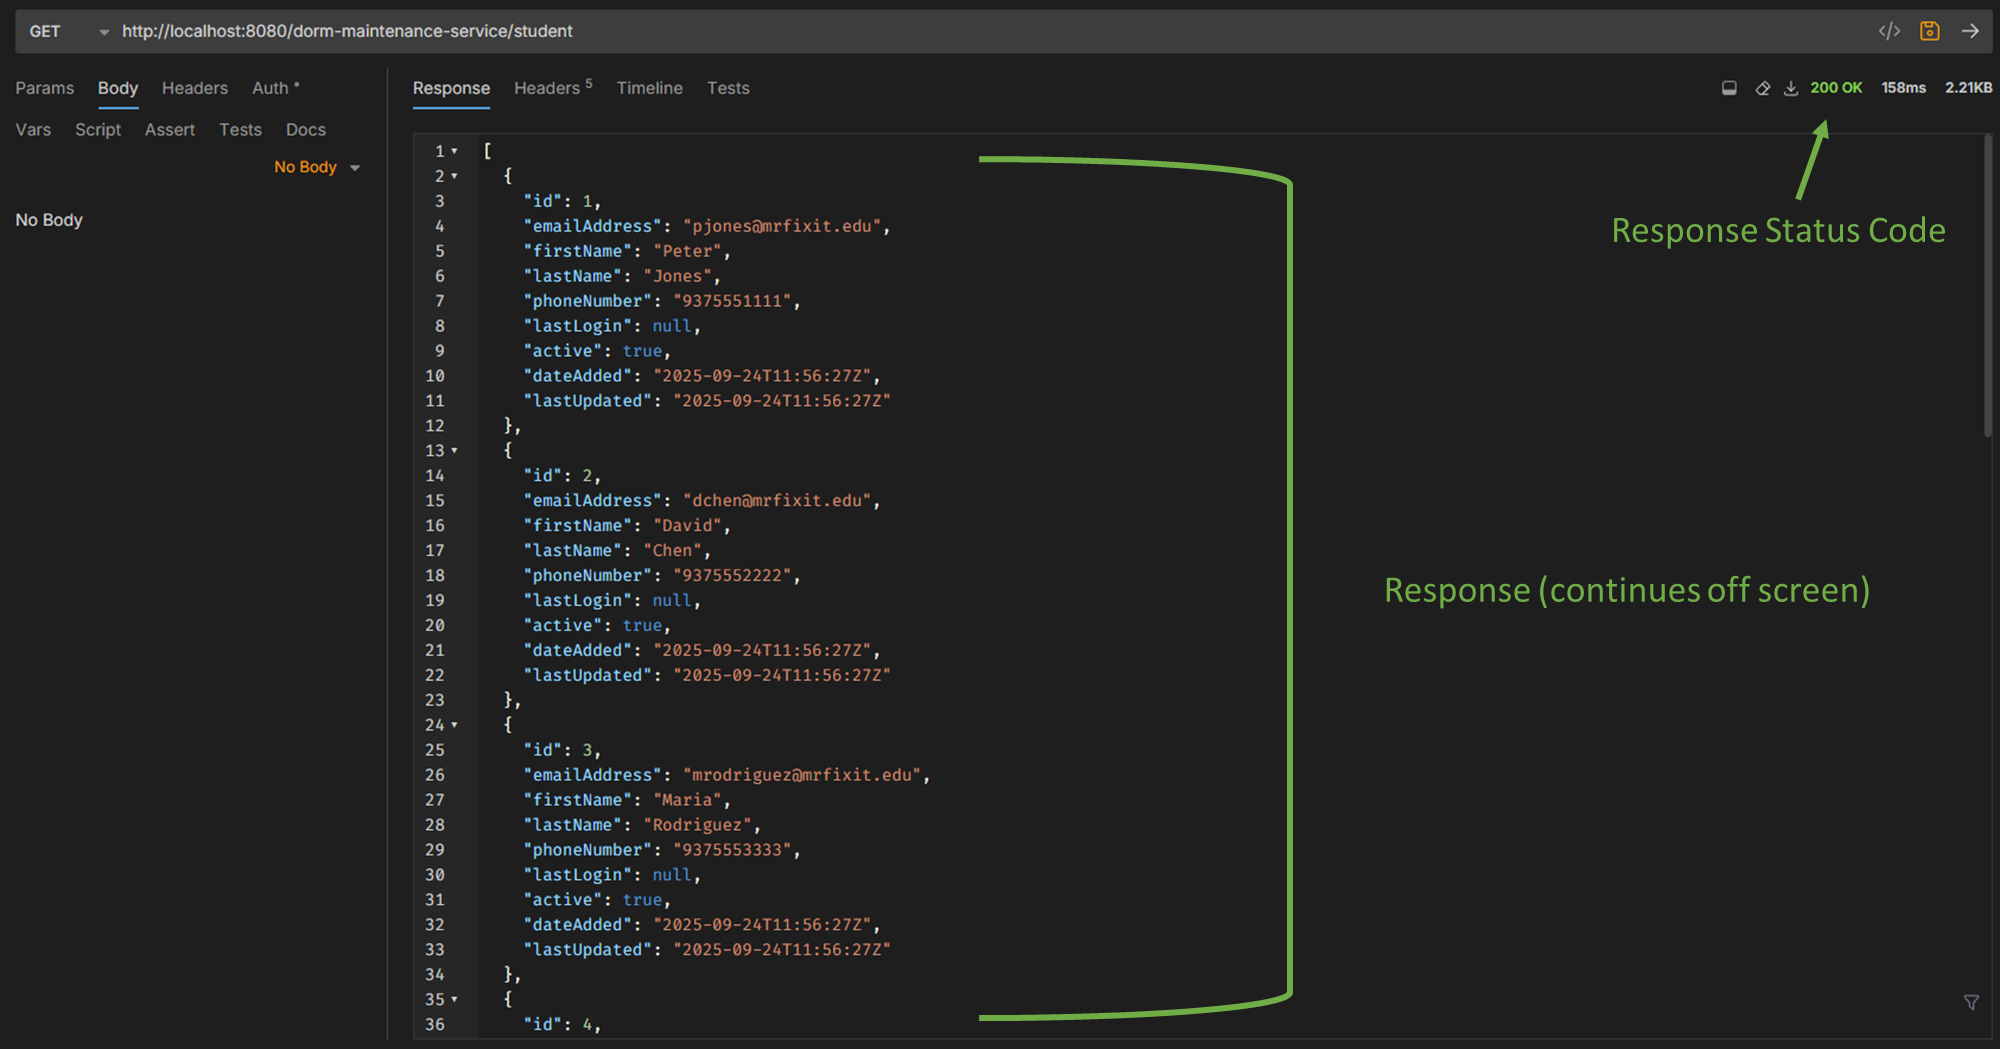 GET http://localhost:8080/dorm-maintenance-service/student </>
Params Body Headers Auth *
Vars Script Assert Tests Docs
No Body
No Body
Response Headers 5 Timeline Tests 200 OK 158ms 2.21KB
1 [
2 {
3 "id": 1,
4 "emailAddress": "pjones@mrfixit.edu",
5 "firstName": "Peter",
6 "lastName": "Jones",
7 "phoneNumber": "9375551111",
8 "lastLogin": null,
9 "active": true,
10 "dateAdded": "2025-09-24T11:56:27Z",
11 "lastUpdated": "2025-09-24T11:56:27Z"
12 },
13 {
14 "id": 2,
15 "emailAddress": "dchen@mrfixit.edu",
16 "firstName": "David",
17 "lastName": "Chen",
18 "phoneNumber": "9375552222",
19 "lastLogin": null,
20 "active": true,
21 "dateAdded": "2025-09-24T11:56:27Z",
22 "lastUpdated": "2025-09-24T11:56:27Z"
23 },
24 {
25 "id": 3,
26 "emailAddress": "mrodriguez@mrfixit.edu",
27 "firstName": "Maria",
28 "lastName": "Rodriguez",
29 "phoneNumber": "9375553333",
30 "lastLogin": null,
31 "active": true,
32 "dateAdded": "2025-09-24T11:56:27Z",
33 "lastUpdated": "2025-09-24T11:56:27Z"
34 },
35 {
36 "id": 4,
Response Status Code
Response (continues off screen)